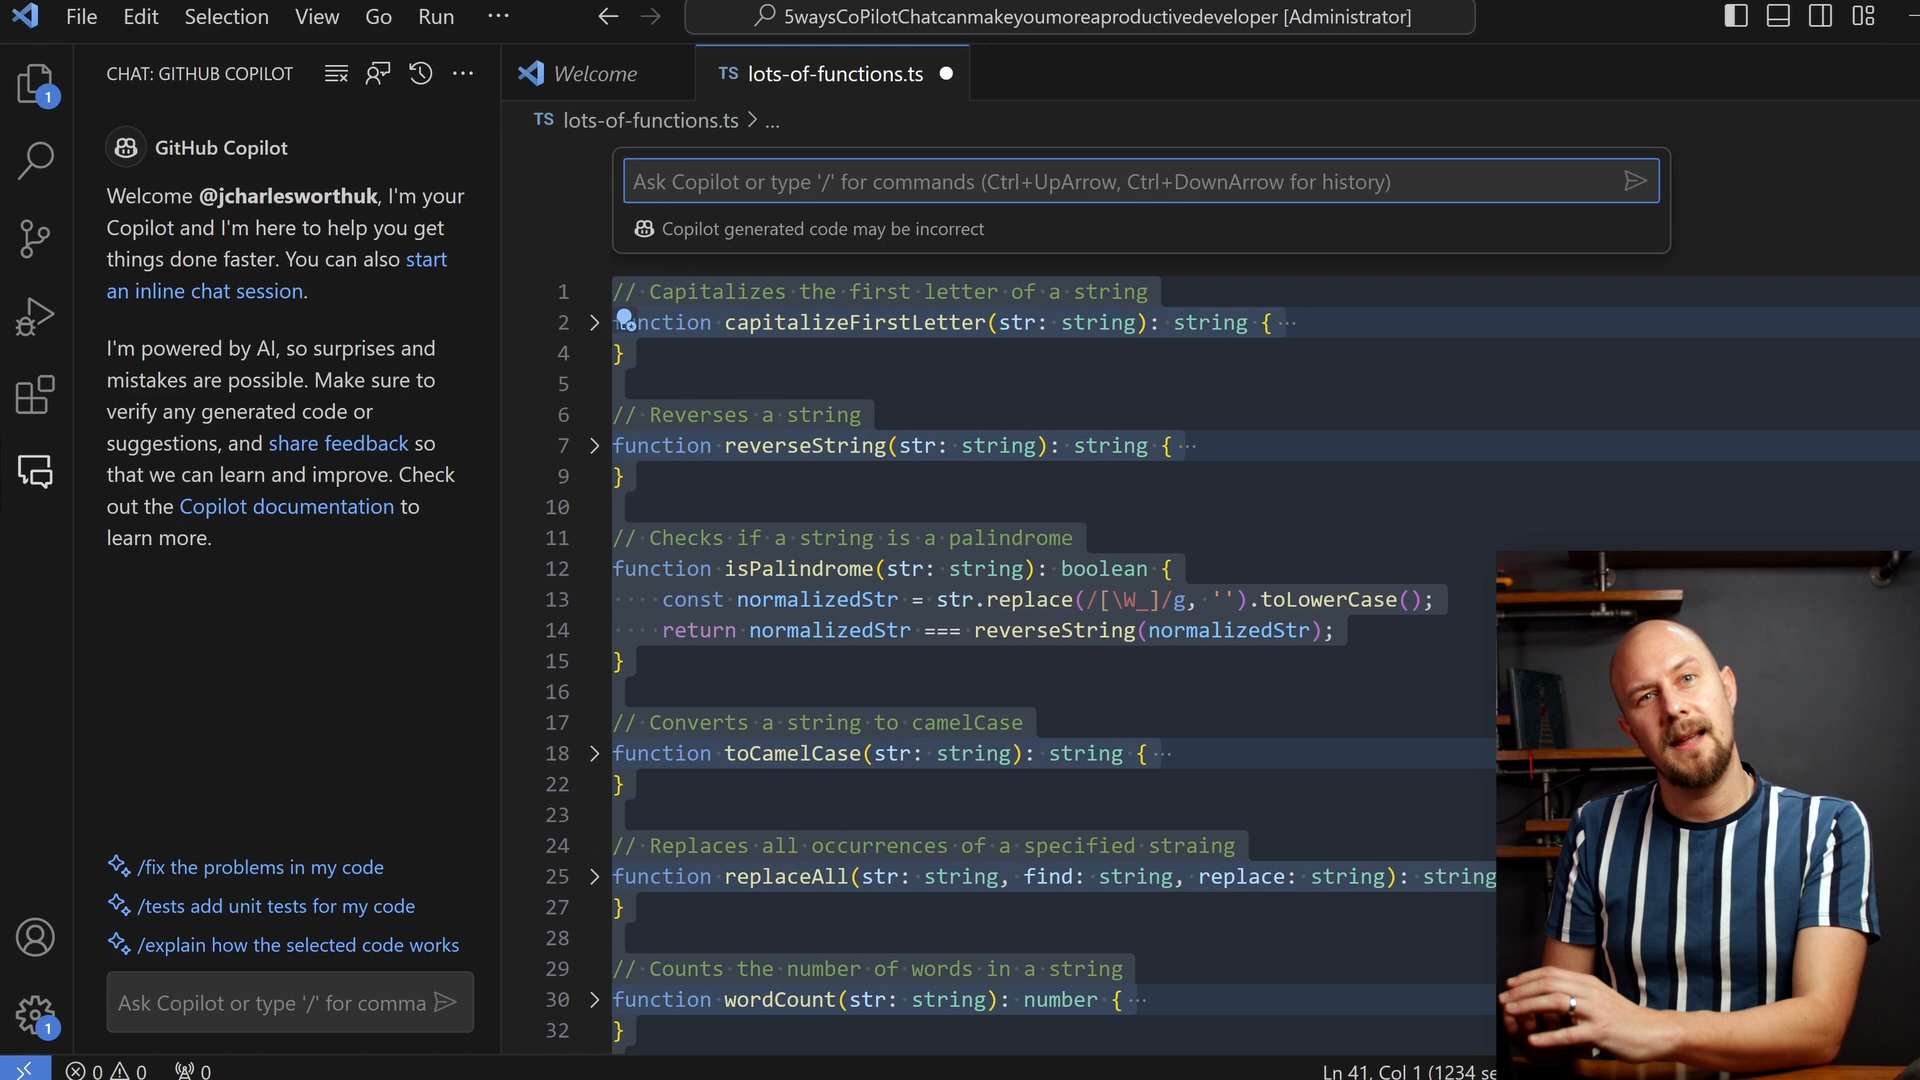 File Edit Selection View Go Run ···
5waysCoPilotChatcanmakeyoumoreaproductivedeveloper [Administrator]
CHAT: GITHUB COPILOT
Welcome
TS lots-of-functions.ts
TS lots-of-functions.ts > ...
1
GitHub Copilot
Welcome @jcharlesworthuk, I'm your
Copilot and I'm here to help you get
things done faster. You can also start
an inline chat session.
I'm powered by AI, so surprises and
mistakes are possible. Make sure to
verify any generated code or
suggestions, and share feedback so
that we can learn and improve. Check
out the Copilot documentation to
learn more.
/fix the problems in my code
/tests add unit tests for my code
/explain how the selected code works
Ask Copilot or type '/' for comma
1
Ask Copilot or type '/' for commands (Ctrl+UpArrow, Ctrl+DownArrow for history)
Copilot generated code may be incorrect
1 // Capitalizes the first letter of a string
2 function capitalizeFirstLetter(str: string): string { ···
4 }
5
6 // Reverses a string
7 function reverseString(str: string): string { ···
9 }
10
11 // Checks if a string is a palindrome
12 function isPalindrome(str: string): boolean {
13 const normalizedStr = str.replace(/[\W_]/g, '').toLowerCase();
14 return normalizedStr === reverseString(normalizedStr);
15 }
16
17 // Converts a string to camelCase
18 function toCamelCase(str: string): string { ···
22 }
23
24 // Replaces all occurrences of a specified straing
25 function replaceAll(str: string, find: string, replace: string): string
27 }
28
29 // Counts the number of words in a string
30 function wordCount(str: string): number { ···
32 }
0 0 0
Ln 41, Col 1 (1234 se